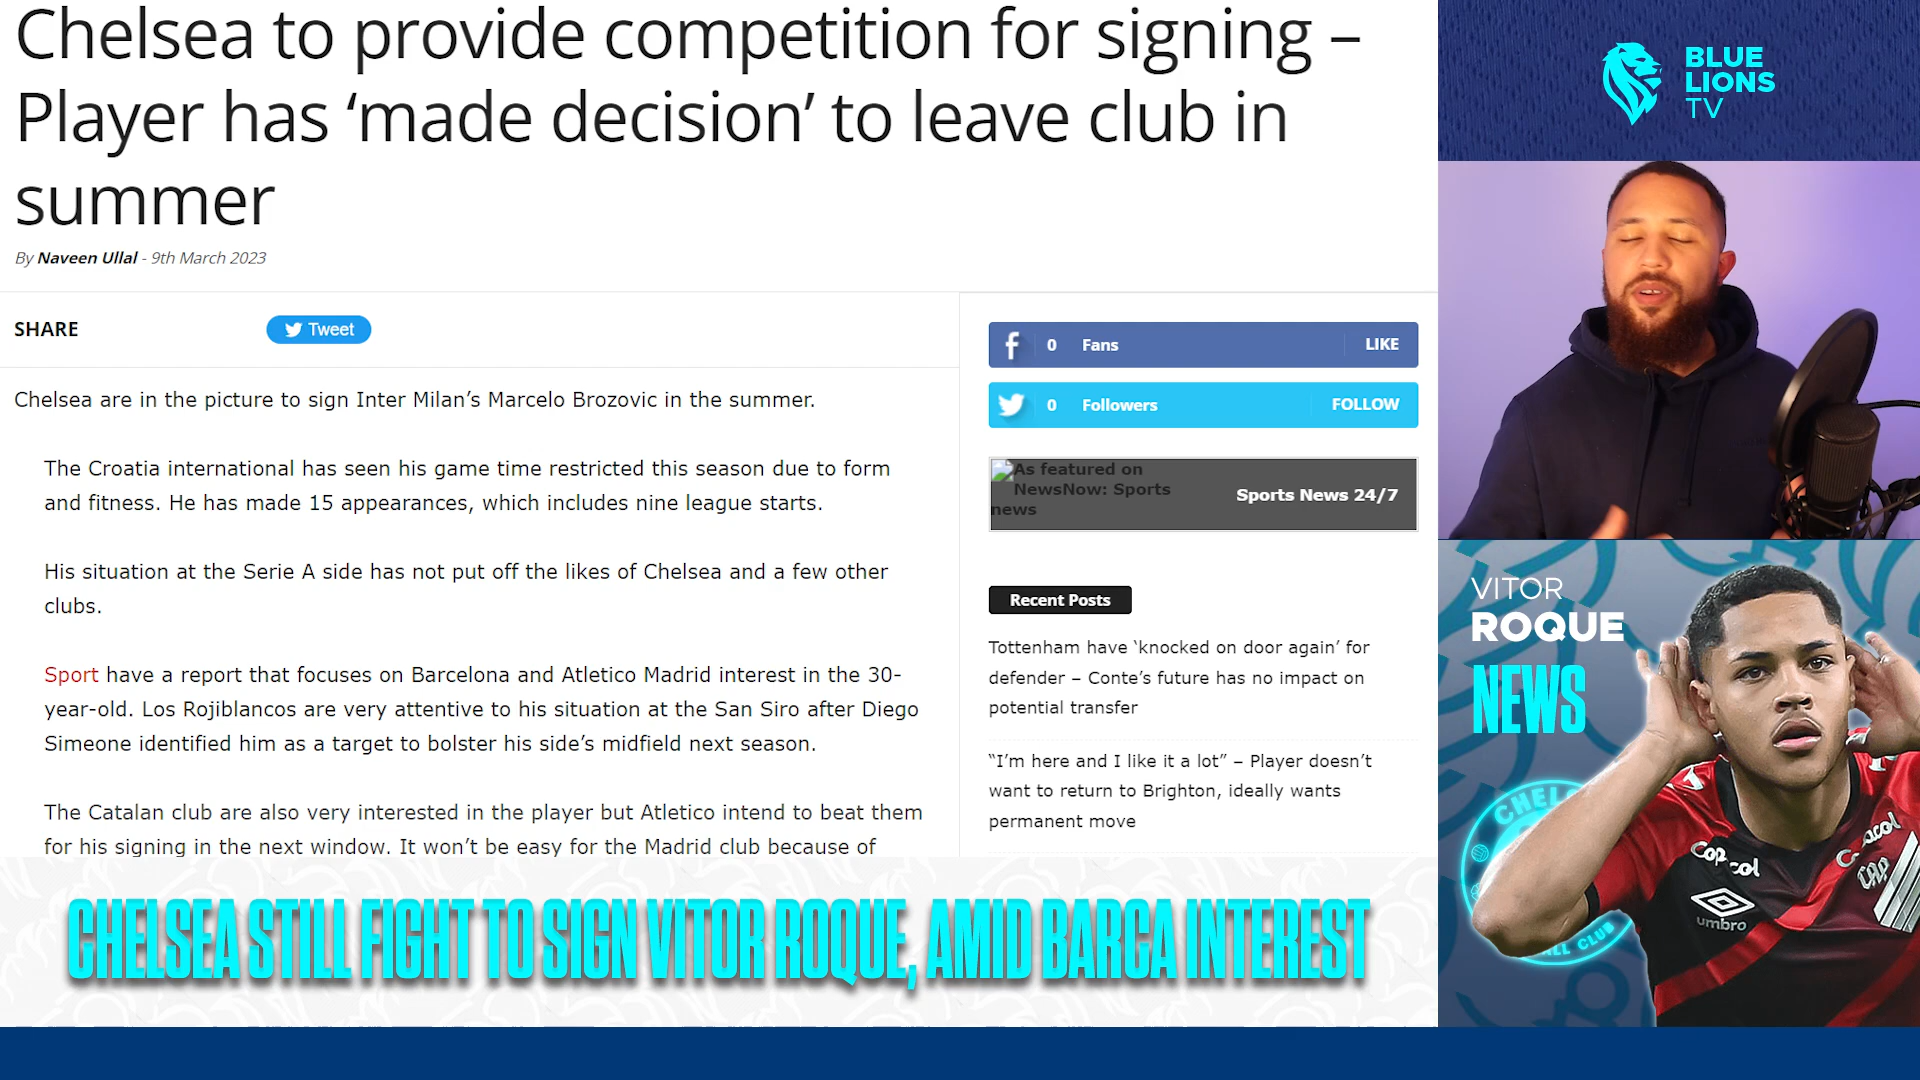 Chelsea to provide competition for signing –
Player has ‘made decision’ to leave club in
summer
By Naveen Ullal - 9th March 2023
SHARE
Tweet
Chelsea are in the picture to sign Inter Milan’s Marcelo Brozovic in the summer.
The Croatia international has seen his game time restricted this season due to form
and fitness. He has made 15 appearances, which includes nine league starts.
His situation at the Serie A side has not put off the likes of Chelsea and a few other
clubs.
Sport have a report that focuses on Barcelona and Atletico Madrid interest in the 30-
year-old. Los Rojiblancos are very attentive to his situation at the San Siro after Diego
Simeone identified him as a target to bolster his side’s midfield next season.
The Catalan club are also very interested in the player but Atletico intend to beat them
for his signing in the next window. It won’t be easy for the Madrid club because of
0 Fans LIKE
0 Followers FOLLOW
As featured on
NewsNow: Sports
news
Sports News 24/7
Recent Posts
Tottenham have ‘knocked on door again’ for
defender – Conte’s future has no impact on
potential transfer
“I’m here and I like it a lot” – Player doesn’t
want to return to Brighton, ideally wants
permanent move
CHELSEA STILL FIGHT TO SIGN VITOR ROQUE, AMID BARCA INTEREST
BLUE
LIONS
TV
VITOR
ROQUE
NEWS
Copacol
umbro
CAP